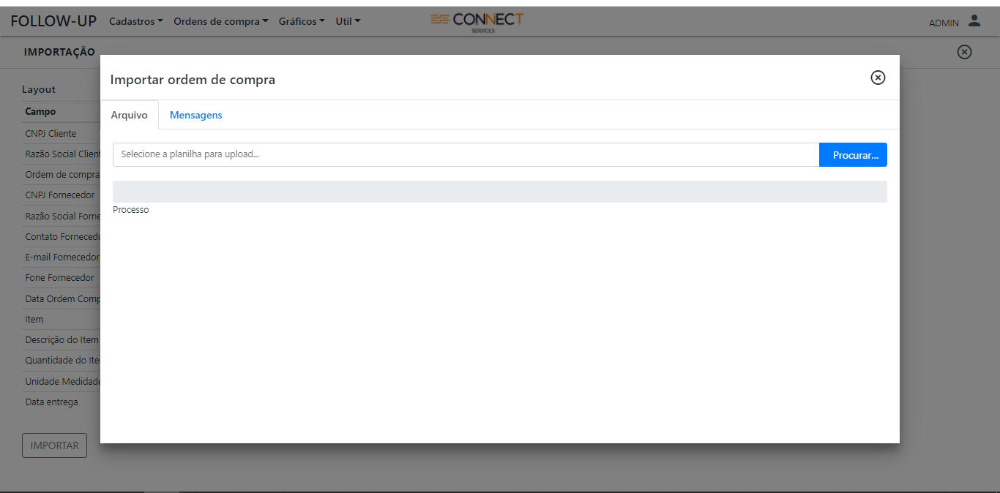 FOLLOW-UP Cadastros Ordens de compra Gráficos Util CONNECT SERVICES ADMIN
IMPORTAÇÃO
Importar ordem de compra
Arquivo Mensagens
Selecione a planilha para upload... Procurar...
Processo
Layout
Campo
CNPJ Cliente
Razão Social Client
Ordem de compra
CNPJ Fornecedor
Razão Social Forne
Contato Fornecedo
E-mail Fornecedor
Fone Fornecedor
Data Ordem Comp
Item
Descrição do Item
Quantidade do Ite
Unidade Medidade
Data entrega
IMPORTAR